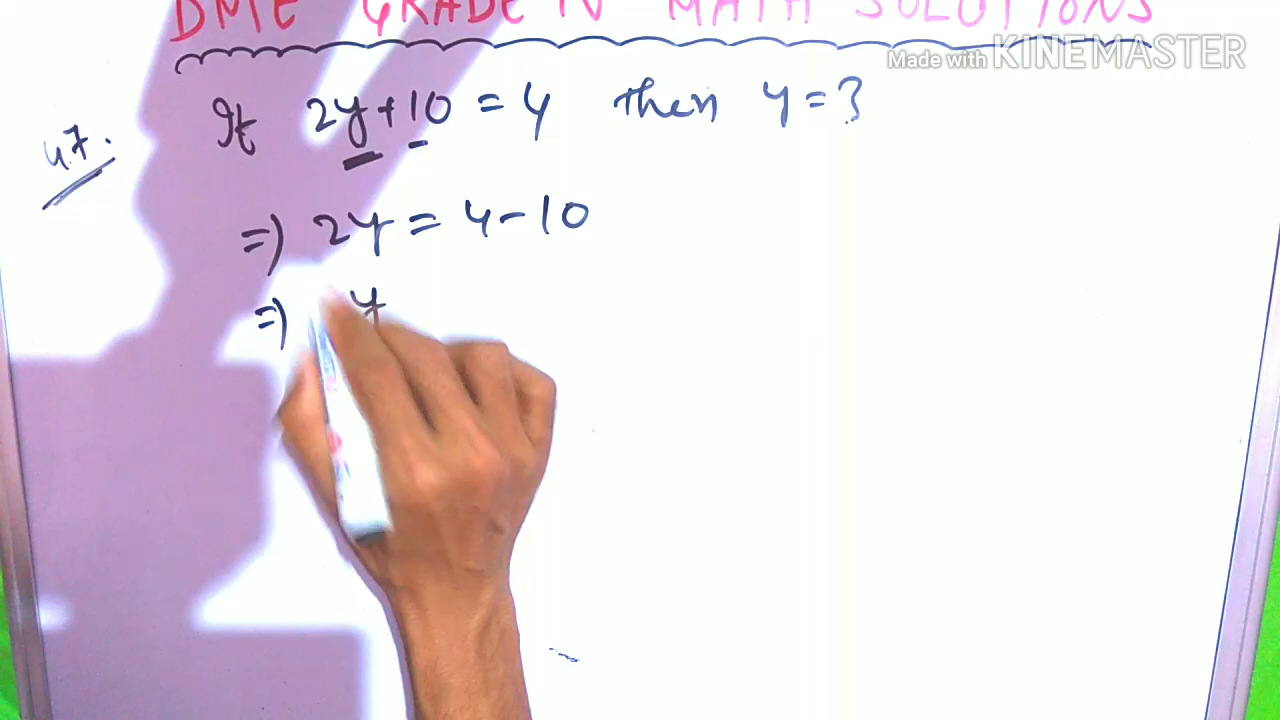 DME GRADE IV MATH SOLUTIONS
Made with KINEMASTER
47. If 2y+10 = 4 then y = ?
=) 2y = 4-10
=) y